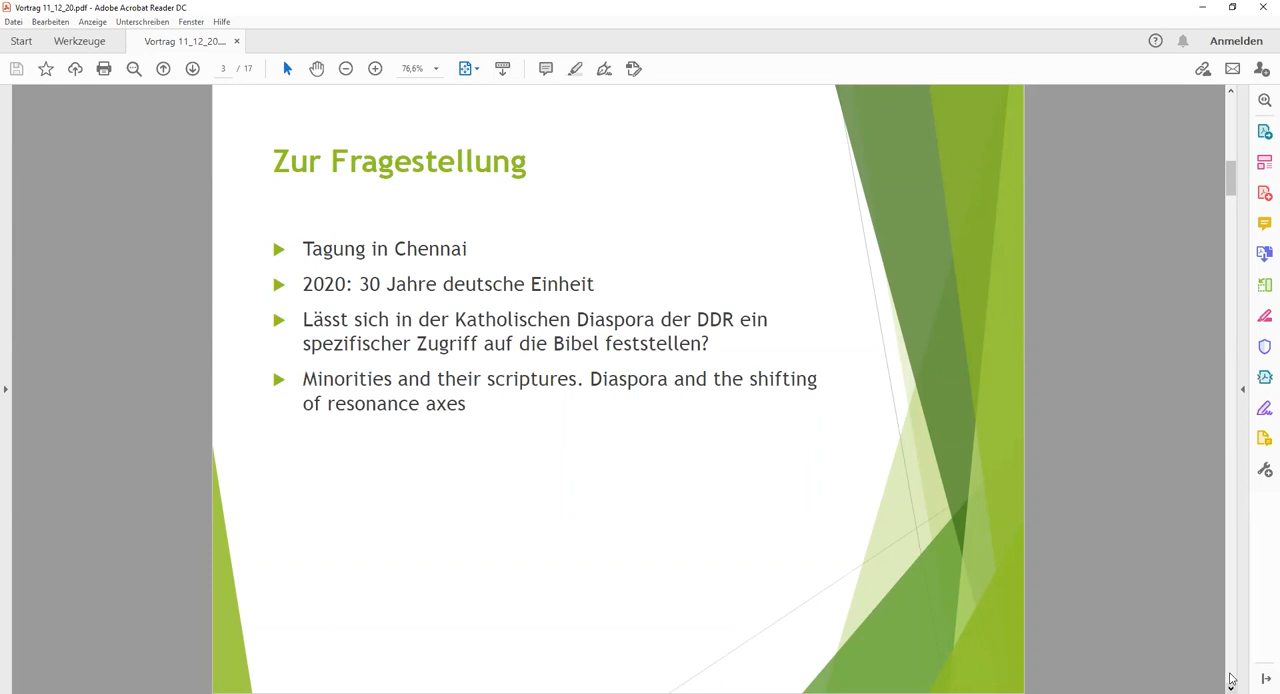 Vortrag 11_12_20.pdf - Adobe Acrobat Reader DC
Datei Bearbeiten Anzeige Unterschreiben Fenster Hilfe
Start Werkzeuge Vortrag 11_12_20.... × Anmelden
3 / 17 76,6%
Zur Fragestellung
Tagung in Chennai
2020: 30 Jahre deutsche Einheit
Lässt sich in der Katholischen Diaspora der DDR ein
spezifischer Zugriff auf die Bibel feststellen?
Minorities and their scriptures. Diaspora and the shifting
of resonance axes